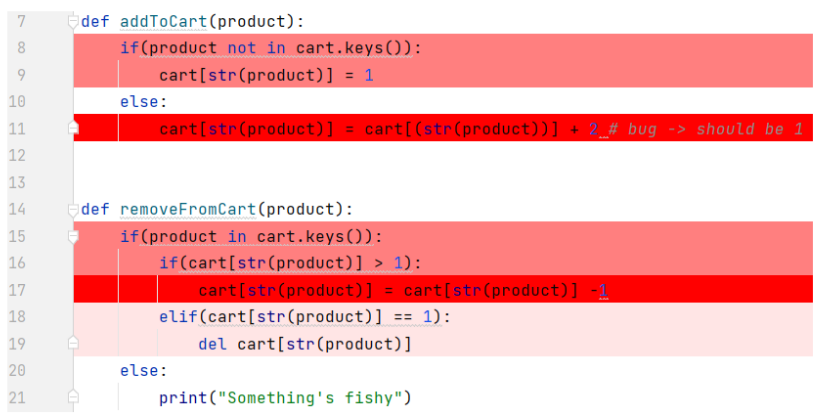 7 def addToCart(product):
8     if(product not in cart.keys()):
9         cart[str(product)] = 1
10     else:
11         cart[str(product)] = cart[(str(product))] + 2 # bug -> should be 1
12
13
14 def removeFromCart(product):
15     if(product in cart.keys()):
16         if(cart[str(product)] > 1):
17             cart[str(product)] = cart[str(product)] -1
18         elif(cart[str(product)] == 1):
19             del cart[str(product)]
20     else:
21         print("Something's fishy")